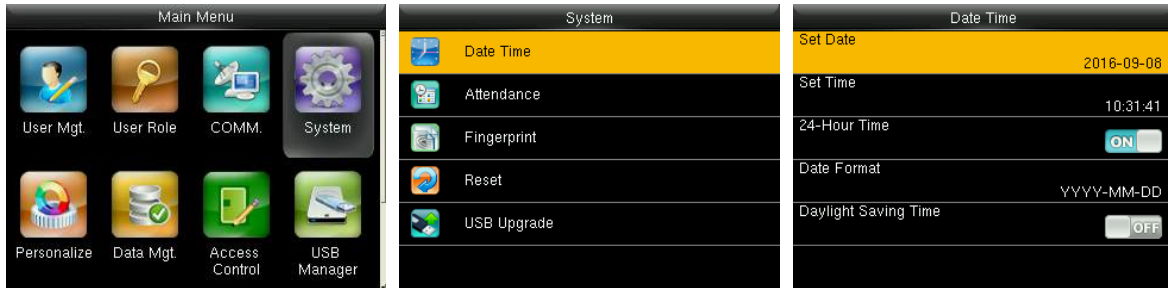 Main Menu
User Mgt.
User Role
COMM.
System
Personalize
Data Mgt.
Access
Control
USB
Manager
System
Date Time
Attendance
Fingerprint
Reset
USB Upgrade
Date Time
Set Date
2016-09-08
Set Time
10:31:41
24-Hour Time
ON
Date Format
YYYY-MM-DD
Daylight Saving Time
OFF